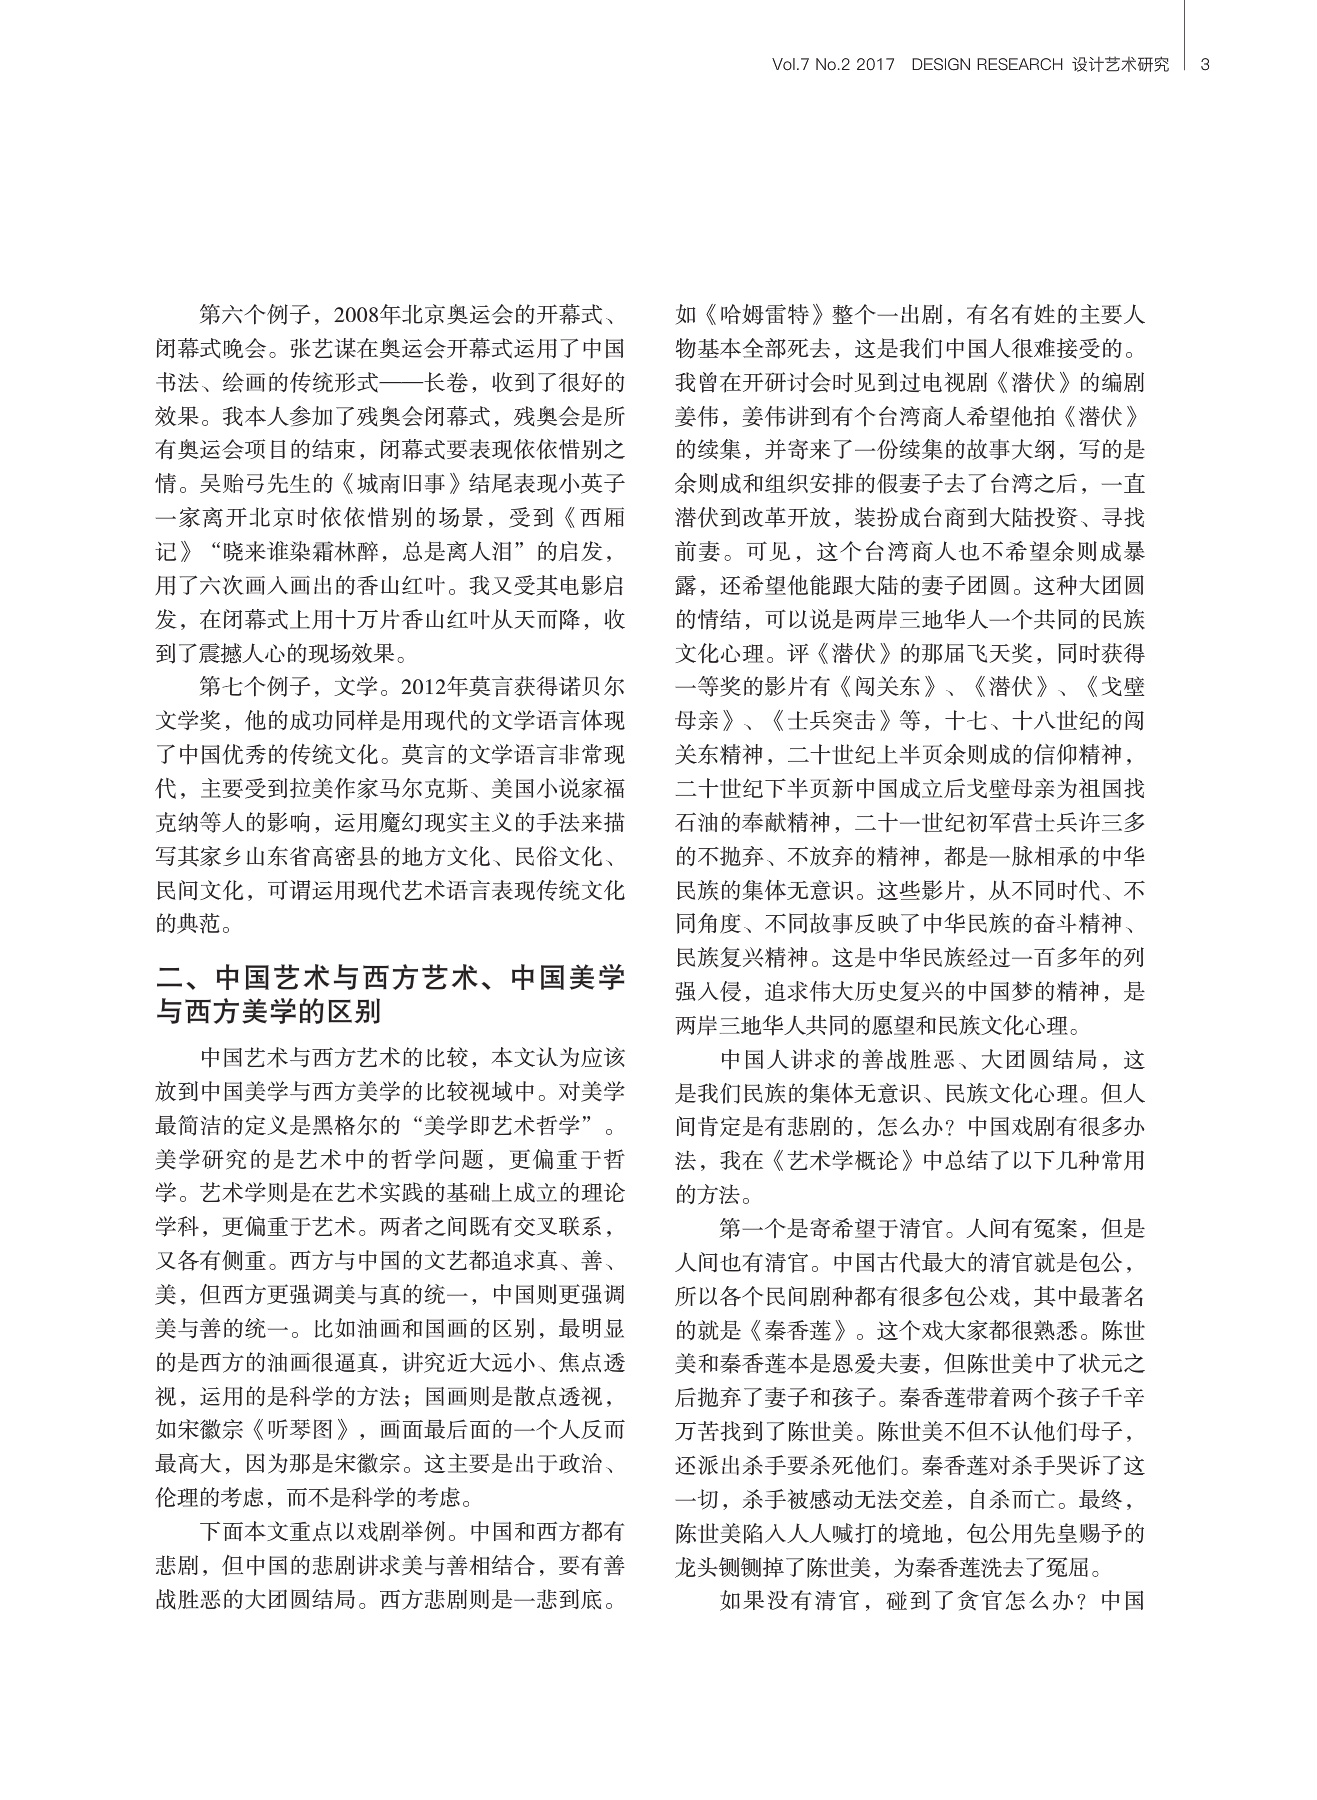 Vol.7 No.2 2017 DESIGN RESEARCH 设计艺术研究 3
第六个例子，2008年北京奥运会的开幕式、
闭幕式晚会。张艺谋在奥运会开幕式运用了中国
书法、绘画的传统形式——长卷，收到了很好的
效果。我本人参加了残奥会闭幕式，残奥会是所
有奥运会项目的结束，闭幕式要表现依依惜别之
情。吴贻弓先生的《城南旧事》结尾表现小英子
一家离开北京时依依惜别的场景，受到《西厢
记》“晓来谁染霜林醉，总是离人泪”的启发，
用了六次画入画出的香山红叶。我又受其电影启
发，在闭幕式上用十万片香山红叶从天而降，收
到了震撼人心的现场效果。
第七个例子，文学。2012年莫言获得诺贝尔
文学奖，他的成功同样是用现代的文学语言体现
了中国优秀的传统文化。莫言的文学语言非常现
代，主要受到拉美作家马尔克斯、美国小说家福
克纳等人的影响，运用魔幻现实主义的手法来描
写其家乡山东省高密县的地方文化、民俗文化、
民间文化，可谓运用现代艺术语言表现传统文化
的典范。
二、中国艺术与西方艺术、中国美学
与西方美学的区别
中国艺术与西方艺术的比较，本文认为应该
放到中国美学与西方美学的比较视域中。对美学
最简洁的定义是黑格尔的“美学即艺术哲学”。
美学研究的是艺术中的哲学问题，更偏重于哲
学。艺术学则是在艺术实践的基础上成立的理论
学科，更偏重于艺术。两者之间既有交叉联系，
又各有侧重。西方与中国的文艺都追求真、善、
美，但西方更强调美与真的统一，中国则更强调
美与善的统一。比如油画和国画的区别，最明显
的是西方的油画很逼真，讲究近大远小、焦点透
视，运用的是科学的方法；国画则是散点透视，
如宋徽宗《听琴图》，画面最后面的一个人反而
最高大，因为那是宋徽宗。这主要是出于政治、
伦理的考虑，而不是科学的考虑。
下面本文重点以戏剧举例。中国和西方都有
悲剧，但中国的悲剧讲求美与善相结合，要有善
战胜恶的大团圆结局。西方悲剧则是一悲到底。
如《哈姆雷特》整个一出剧，有名有姓的主要人
物基本全部死去，这是我们中国人很难接受的。
我曾在开研讨会时见到过电视剧《潜伏》的编剧
姜伟，姜伟讲到有个台湾商人希望他拍《潜伏》
的续集，并寄来了一份续集的故事大纲，写的是
余则成和组织安排的假妻子去了台湾之后，一直
潜伏到改革开放，装扮成台商到大陆投资、寻找
前妻。可见，这个台湾商人也不希望余则成暴
露，还希望他能跟大陆的妻子团圆。这种大团圆
的情结，可以说是两岸三地华人一个共同的民族
文化心理。评《潜伏》的那届飞天奖，同时获得
一等奖的影片有《闯关东》、《潜伏》、《戈壁
母亲》、《士兵突击》等，十七、十八世纪的闯
关东精神，二十世纪上半页余则成的信仰精神，
二十世纪下半页新中国成立后戈壁母亲为祖国找
石油的奉献精神，二十一世纪初军营士兵许三多
的不抛弃、不放弃的精神，都是一脉相承的中华
民族的集体无意识。这些影片，从不同时代、不
同角度、不同故事反映了中华民族的奋斗精神、
民族复兴精神。这是中华民族经过一百多年的列
强入侵，追求伟大历史复兴的中国梦的精神，是
两岸三地华人共同的愿望和民族文化心理。
中国人讲求的善战胜恶、大团圆结局，这
是我们民族的集体无意识、民族文化心理。但人
间肯定是有悲剧的，怎么办？中国戏剧有很多办
法，我在《艺术学概论》中总结了以下几种常用
的方法。
第一个是寄希望于清官。人间有冤案，但是
人间也有清官。中国古代最大的清官就是包公，
所以各个民间剧种都有很多包公戏，其中最著名
的就是《秦香莲》。这个戏大家都很熟悉。陈世
美和秦香莲本是恩爱夫妻，但陈世美中了状元之
后抛弃了妻子和孩子。秦香莲带着两个孩子千辛
万苦找到了陈世美。陈世美不但不认他们母子，
还派出杀手要杀死他们。秦香莲对杀手哭诉了这
一切，杀手被感动无法交差，自杀而亡。最终，
陈世美陷入人人喊打的境地，包公用先皇赐予的
龙头铡铡掉了陈世美，为秦香莲洗去了冤屈。
如果没有清官，碰到了贪官怎么办？中国